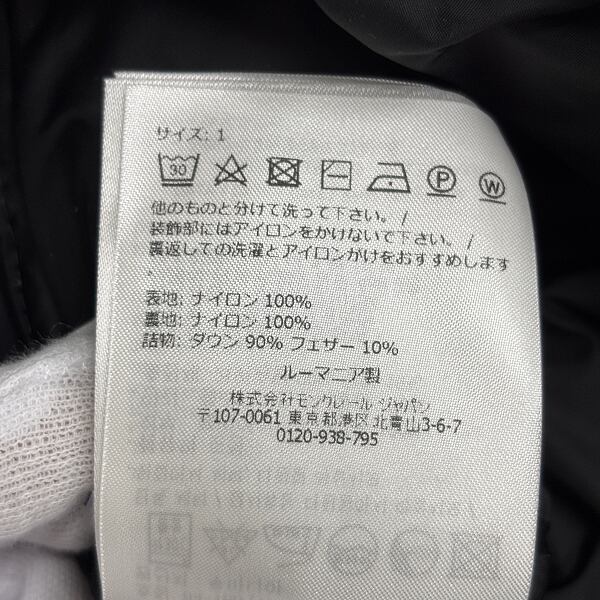 サイズ: 1
30 P W
他のものと分けて洗って下さい。/
装飾部にはアイロンをかけないで下さい。/
裏返しての洗濯とアイロンがけをおすすめします
.
表地: ナイロン 100%
裏地: ナイロン 100%
詰物: ダウン 90% フェザー 10%
ルーマニア製
株式会社モンクレール ジャパン
〒107-0061 東京都港区北青山3-6-7
0120-938-795